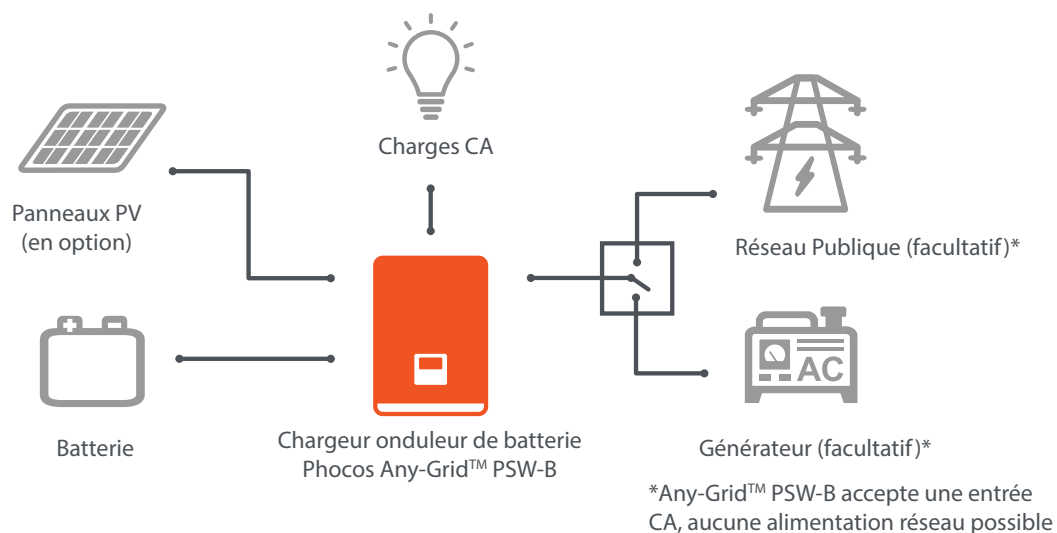 Charges CA
Panneaux PV
(en option)
Réseau Publique (facultatif)*
AC
Batterie
Chargeur onduleur de batterie
Phocos Any-Grid™ PSW-B
Générateur (facultatif)*
*Any-Grid™ PSW-B accepte une entrée
CA, aucune alimentation réseau possible